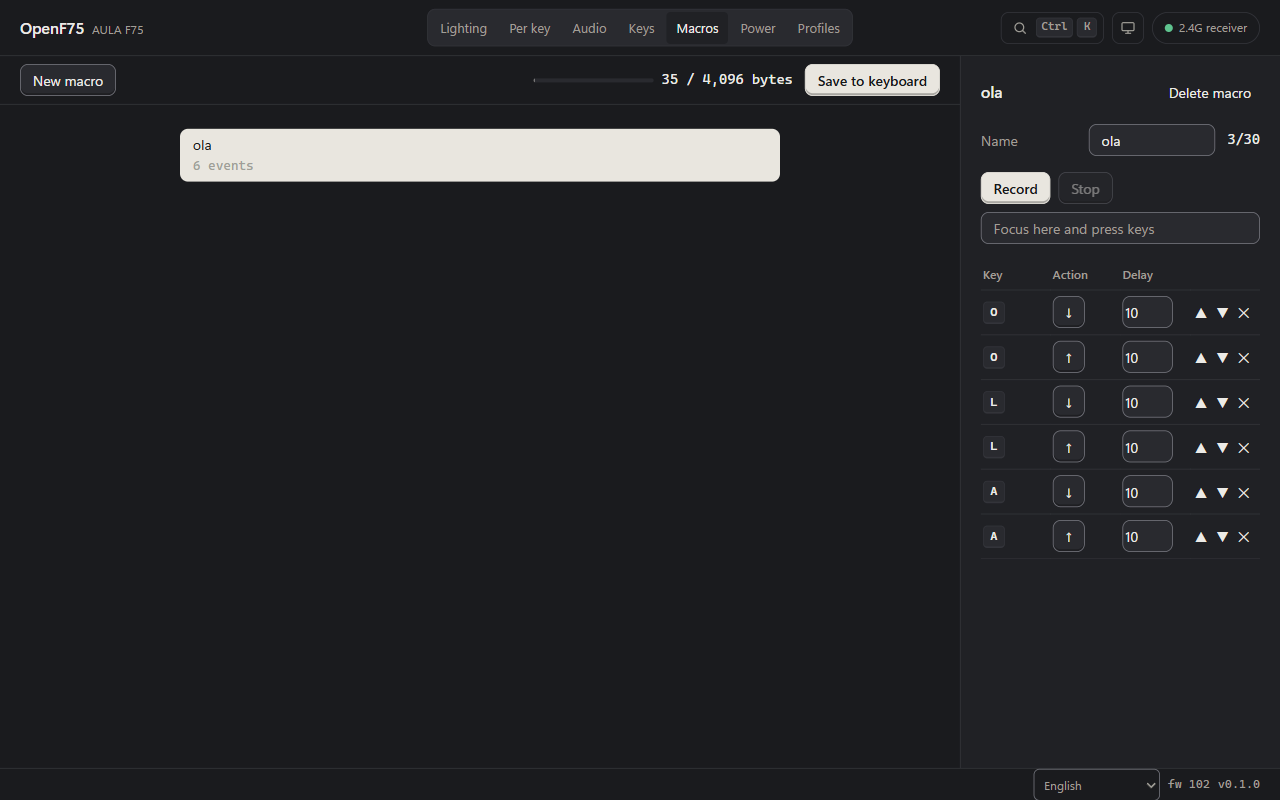 OpenF75 AULA F75
Lighting Per key Audio Keys Macros Power Profiles
Ctrl K
2.4G receiver
New macro
35 / 4,096 bytes
Save to keyboard
ola
6 events
ola
Delete macro
Name
ola
3/30
Record
Stop
Focus here and press keys
Key Action Delay
O ↓ 10 ▲ ▼ ✕
O ↑ 10 ▲ ▼ ✕
L ↓ 10 ▲ ▼ ✕
L ↑ 10 ▲ ▼ ✕
A ↓ 10 ▲ ▼ ✕
A ↑ 10 ▲ ▼ ✕
English
fw 102 v0.1.0